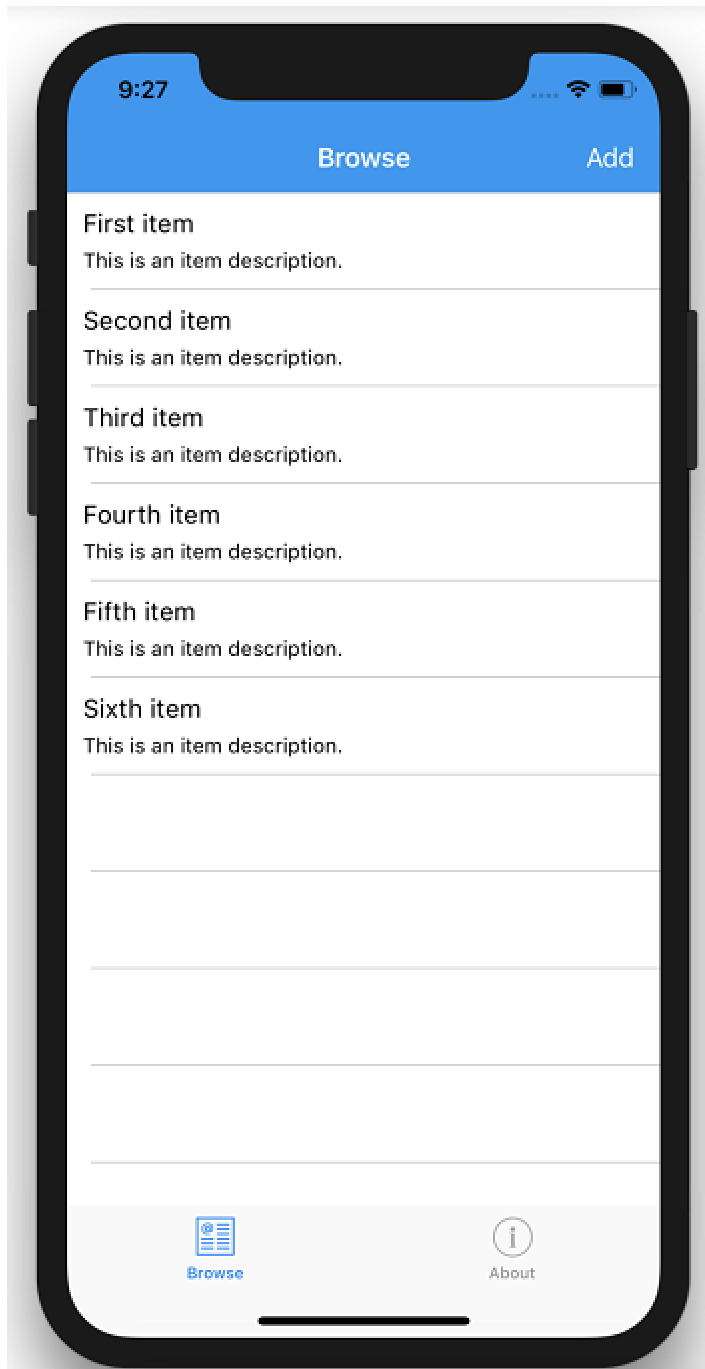 9:27
Browse Add
First item
This is an item description.
Second item
This is an item description.
Third item
This is an item description.
Fourth item
This is an item description.
Fifth item
This is an item description.
Sixth item
This is an item description.
Browse About